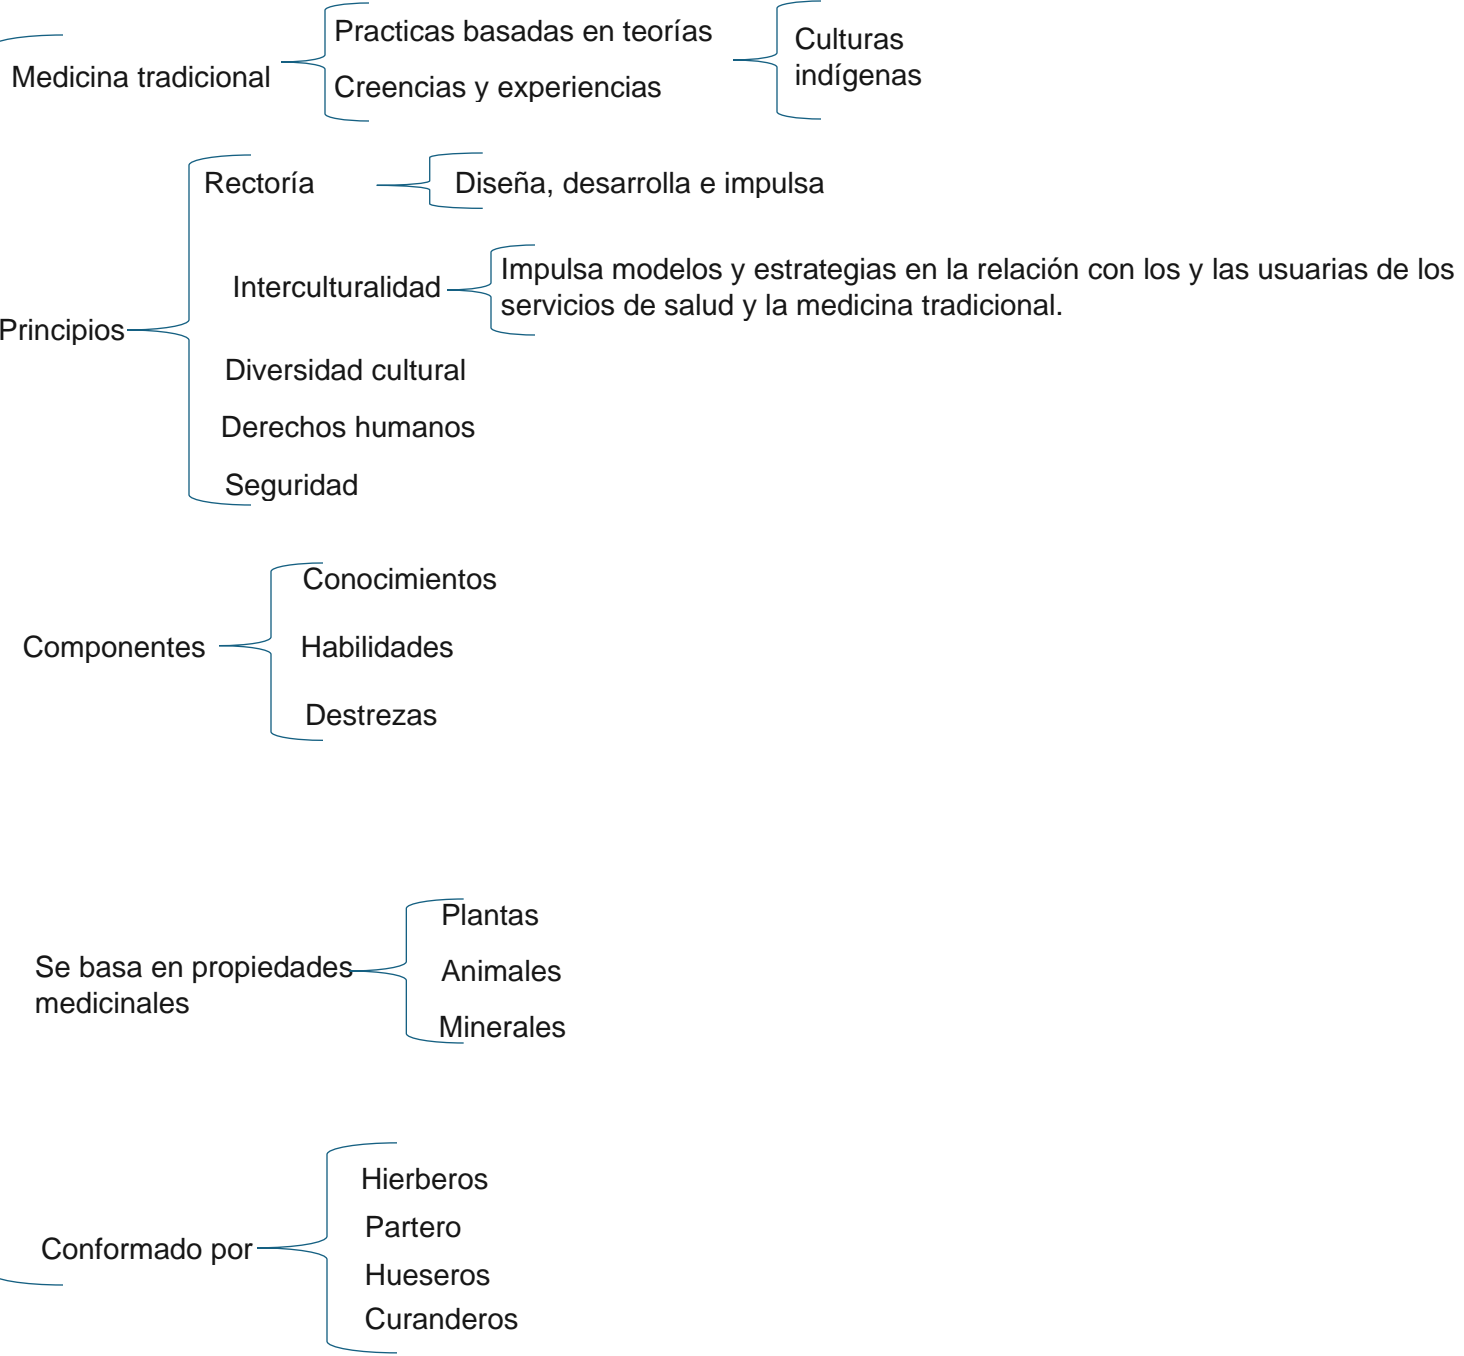 Practicas basadas en teorías
Culturas
indígenas
Medicina tradicional
Creencias y experiencias
Rectoría
Diseña, desarrolla e impulsa
Interculturalidad
Impulsa modelos y estrategias en la relación con los y las usuarias de los
servicios de salud y la medicina tradicional.
Principios
Diversidad cultural
Derechos humanos
Seguridad
Conocimientos
Componentes
Habilidades
Destrezas
Plantas
Se basa en propiedades
medicinales
Animales
Minerales
Hierberos
Partero
Conformado por
Hueseros
Curanderos